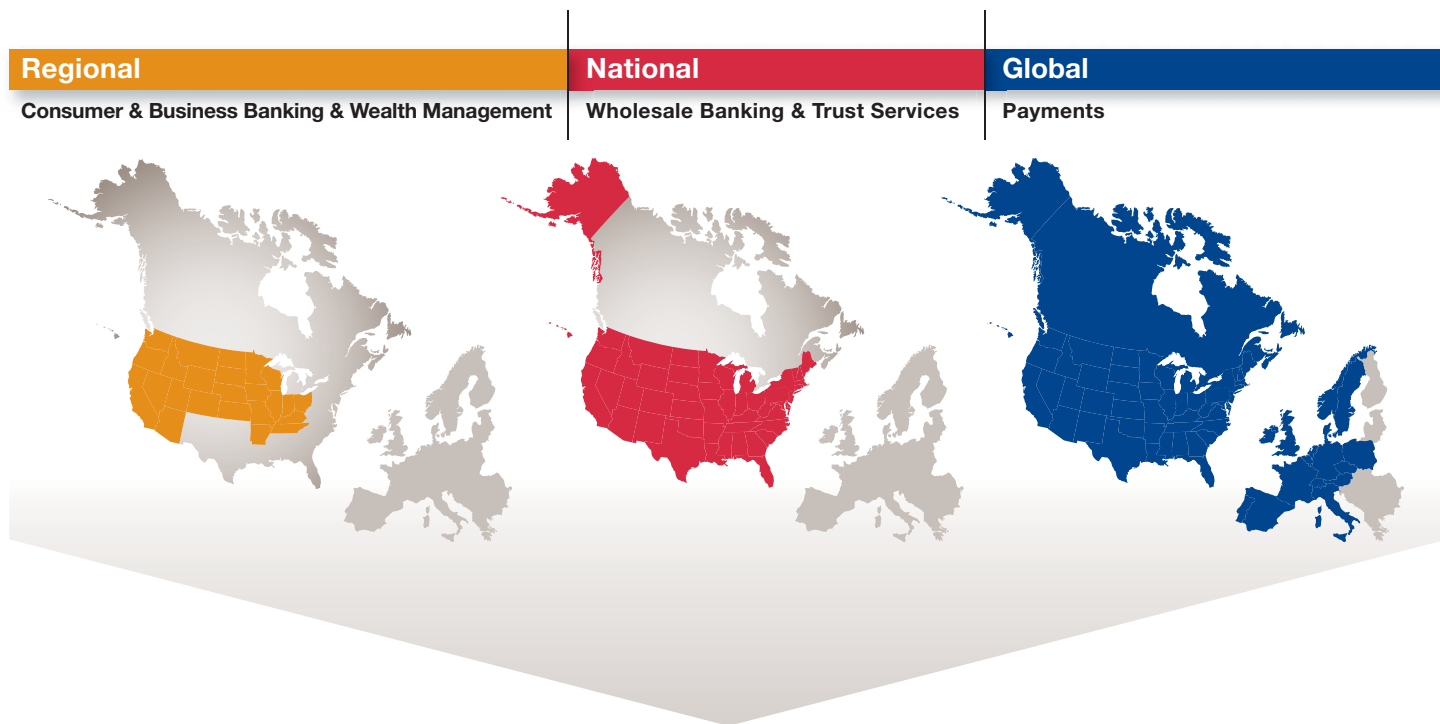 Regional
Consumer & Business Banking & Wealth Management
National
Wholesale Banking & Trust Services
Global
Payments